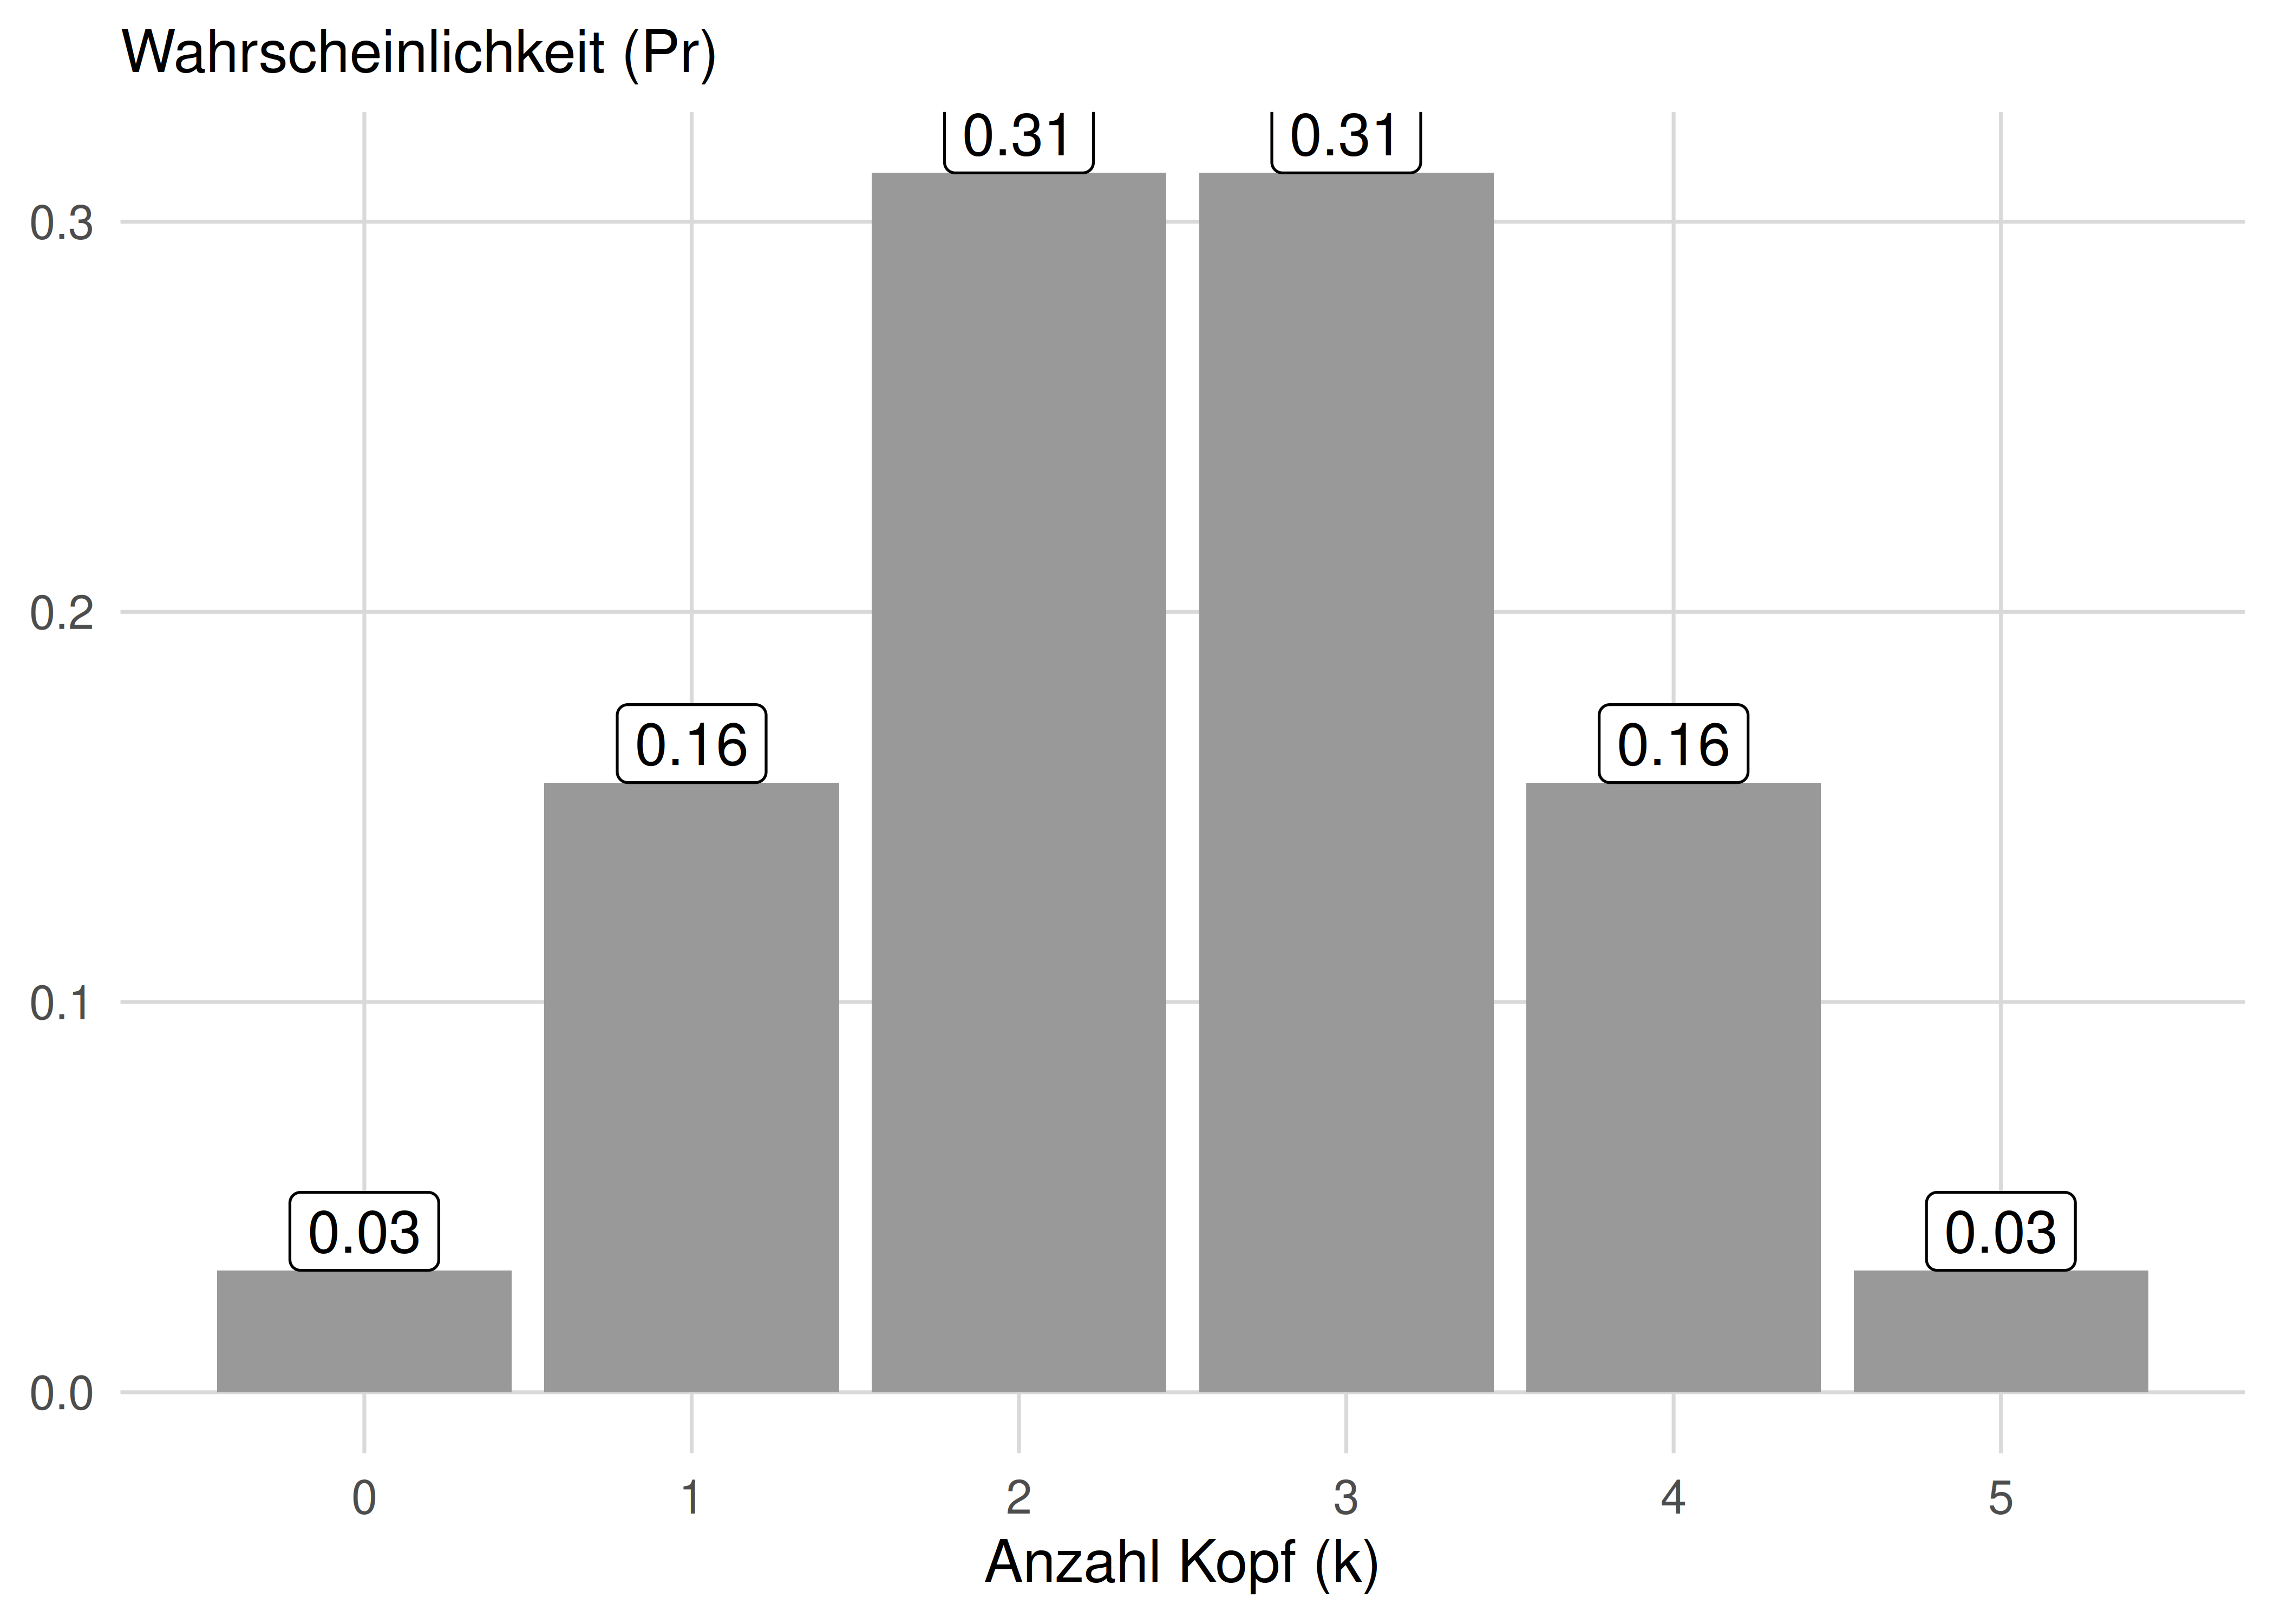 Wahrscheinlichkeit (Pr)
0.31 0.31
0.3
0.2
0.16 0.16
0.1
0.03 0.03
0.0
0 1 2 3 4 5
Anzahl Kopf (k)